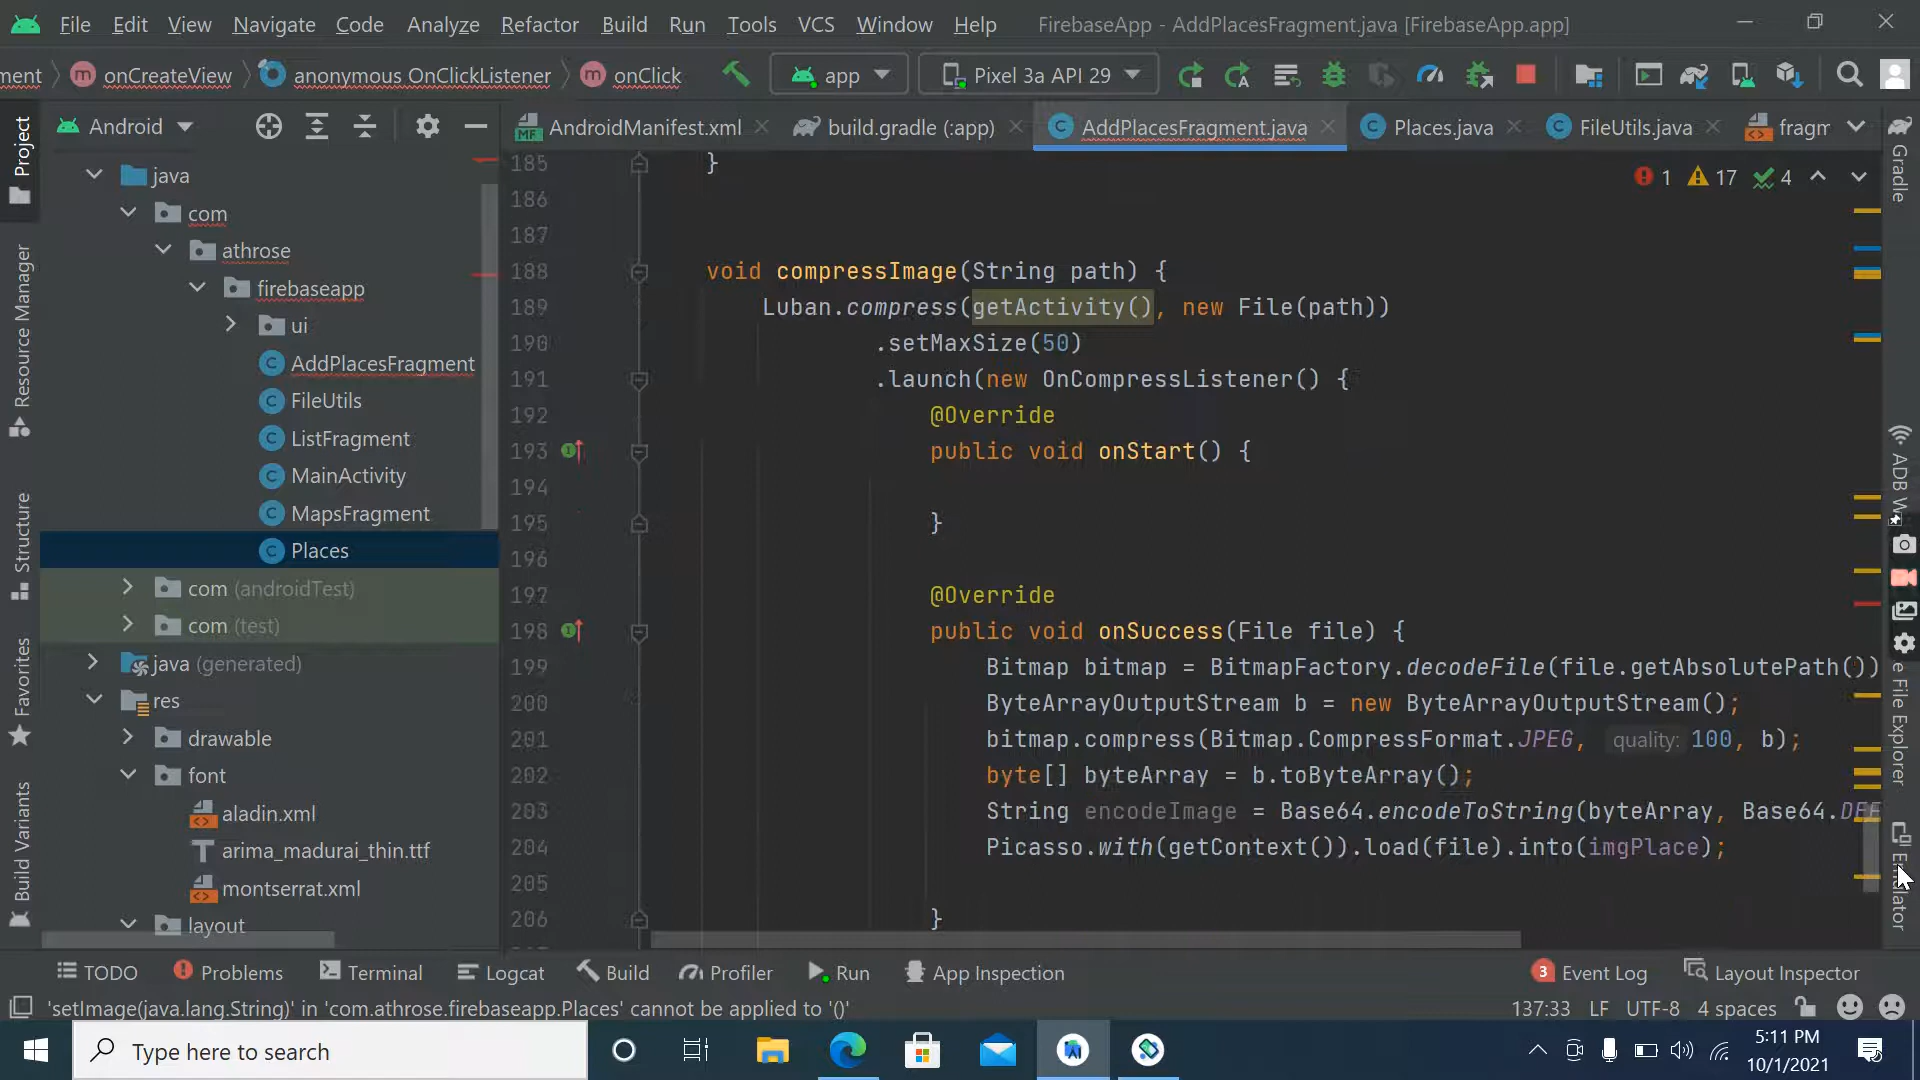 File Edit View Navigate Code Analyze Refactor Build Run Tools VCS Window Help FirebaseApp - AddPlacesFragment.java [FirebaseApp.app]
ment onCreateView anonymous OnClickListener onClick app Pixel 3a API 29
Android AndroidManifest.xml build.gradle (:app) AddPlacesFragment.java Places.java FileUtils.java fragm
1 17 4
Project
Resource Manager
Structure
Favorites
Build Variants
java
com
athrose
firebaseapp
ui
AddPlacesFragment
FileUtils
ListFragment
MainActivity
MapsFragment
Places
com (androidTest)
com (test)
java (generated)
res
drawable
font
aladin.xml
arima_madurai_thin.ttf
montserrat.xml
layout
185 }
186
187
188 void compressImage(String path) {
189 Luban.compress(getActivity(), new File(path))
190 .setMaxSize(50)
191 .launch(new OnCompressListener() {
192 @Override
193 public void onStart() {
194
195 }
196
197 @Override
198 public void onSuccess(File file) {
199 Bitmap bitmap = BitmapFactory.decodeFile(file.getAbsolutePath())
200 ByteArrayOutputStream b = new ByteArrayOutputStream();
201 bitmap.compress(Bitmap.CompressFormat.JPEG, quality: 100, b);
202 byte[] byteArray = b.toByteArray();
203 String encodeImage = Base64.encodeToString(byteArray, Base64.DEF
204 Picasso.with(getContext()).load(file).into(imgPlace);
205
206 }
Gradle
ADB W
e File Explorer
Emulator
TODO Problems Terminal Logcat Build Profiler Run App Inspection 3 Event Log Layout Inspector
'setImage(java.lang.String)' in 'com.athrose.firebaseapp.Places' cannot be applied to '()' 137:33 LF UTF-8 4 spaces
Type here to search
5:11 PM
10/1/2021